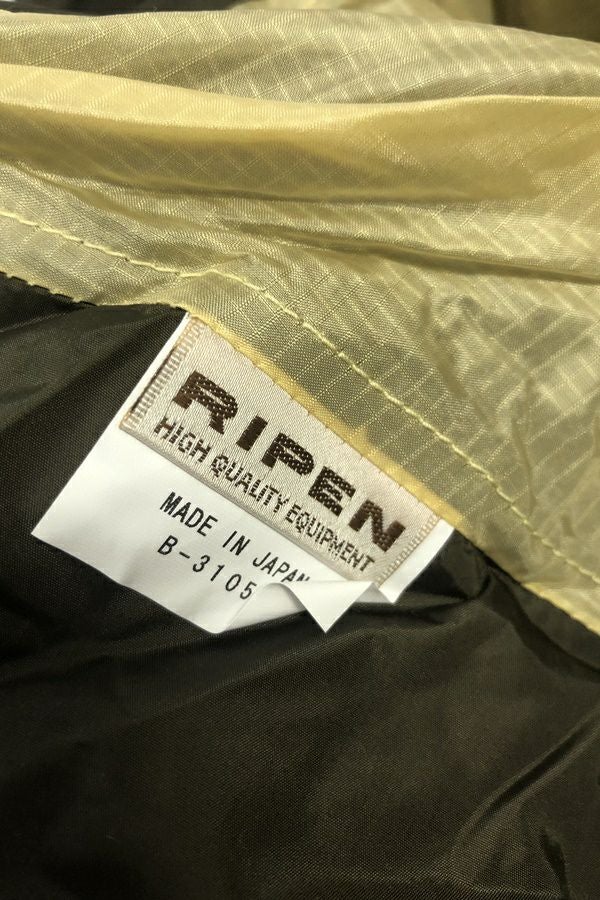 RIPEN
HIGH QUALITY EQUIPMENT
MADE IN JAPAN
B-3105